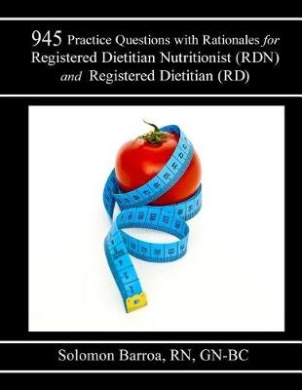 945 Practice Questions with Rationales for
Registered Dietitian Nutritionist (RDN)
and Registered Dietitian (RD)
Solomon Barroa, RN, GN-BC